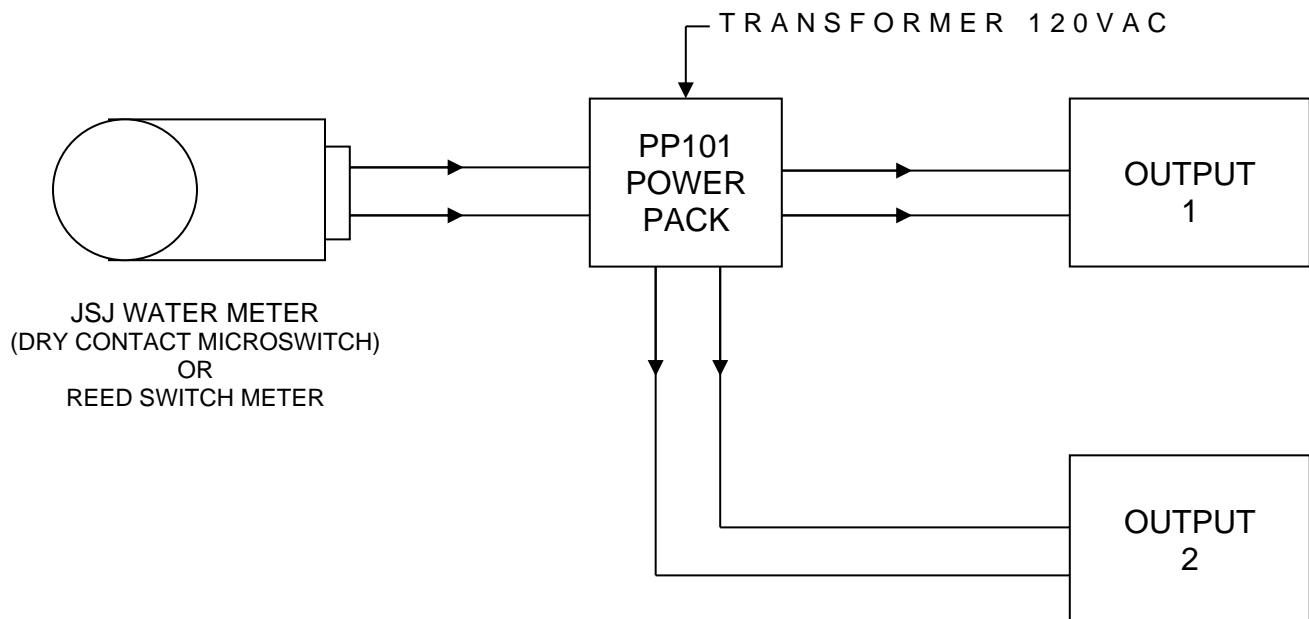 TRANSFORMER 120VAC
PP101
POWER
PACK
OUTPUT
1
JSJ WATER METER
(DRY CONTACT MICROSWITCH)
OR
REED SWITCH METER
OUTPUT
2